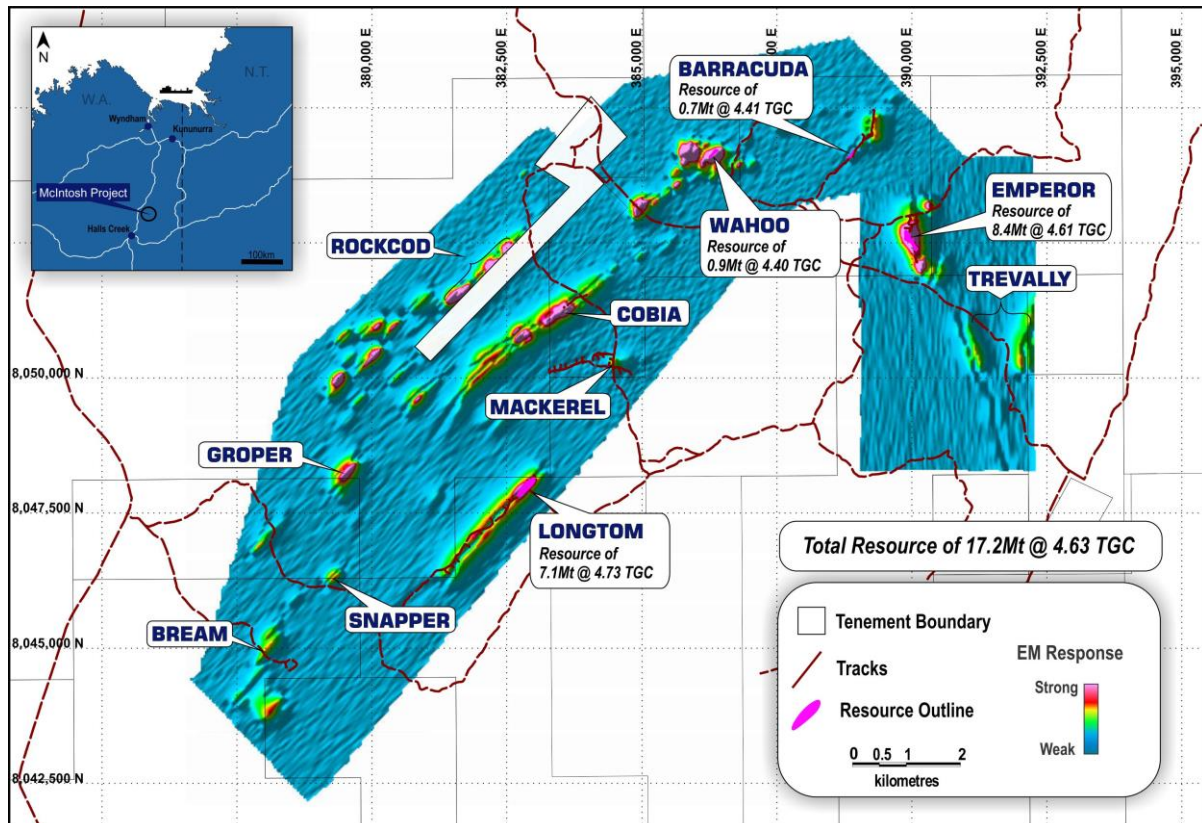 N
W.A.
N.T.
Wyndham
Kununurra
McIntosh Project
Halls Creek
100km
380,000 E
382,500 E
385,000 E
390,000 E
392,500 E
395,000 E
BARRACUDA
Resource of
0.7Mt @ 4.41 TGC
EMPEROR
Resource of
8.4Mt @ 4.61 TGC
WAHOO
Resource of
0.9Mt @ 4.40 TGC
ROCKCOD
TREVALLY
COBIA
8,050,000 N
MACKEREL
GROPER
8,047,500 N
LONGTOM
Resource of
7.1Mt @ 4.73 TGC
Total Resource of 17.2Mt @ 4.63 TGC
SNAPPER
BREAM
8,045,000 N
8,042,500 N
Tenement Boundary
Tracks
Resource Outline
0 0.5 1 2
kilometres
EM Response
Strong
Weak